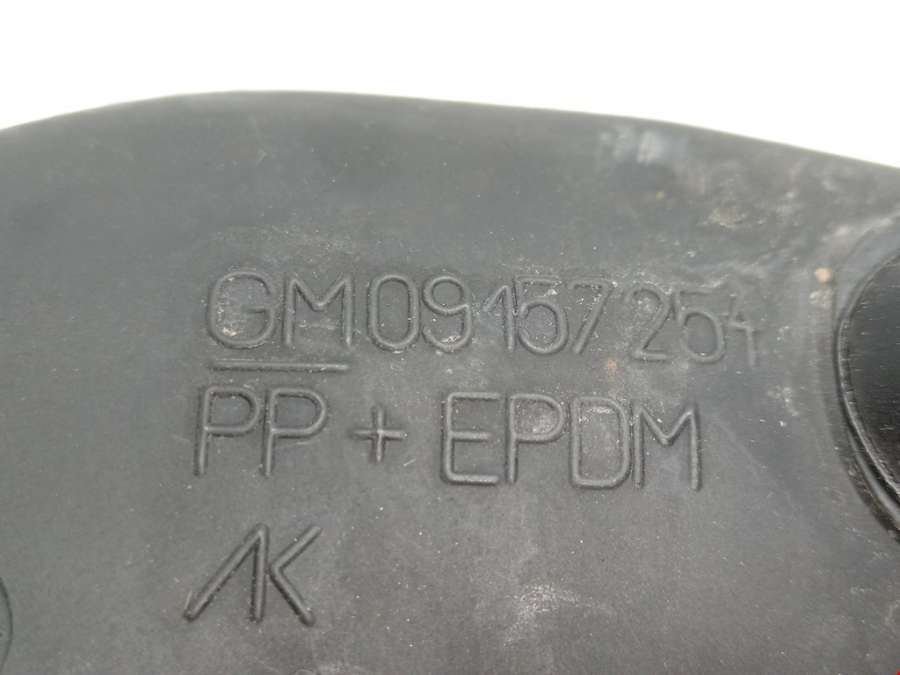 GM09157254
PP + EPDM
AK